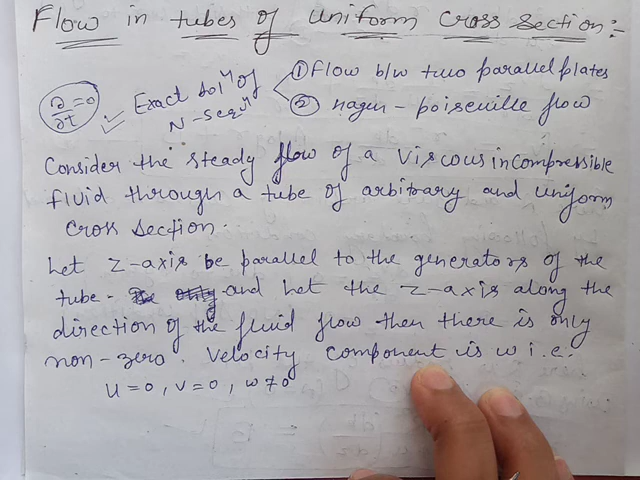 Flow in tubes of uniform cross section:-
∂/∂t = 0
Exact solⁿ of N-S eqⁿ
① Flow b/w two parallel plates
② nagen - poiseuille flow
Consider the steady flow of a viscous incompressible
fluid through a tube of arbitrary and uniform
cross section.
Let z-axis be parallel to the generators of the
tube. and let the z-axis along the
direction of the fluid flow then there is only
non-zero. velocity component is w i.e.
u=0, v=0, w≠0